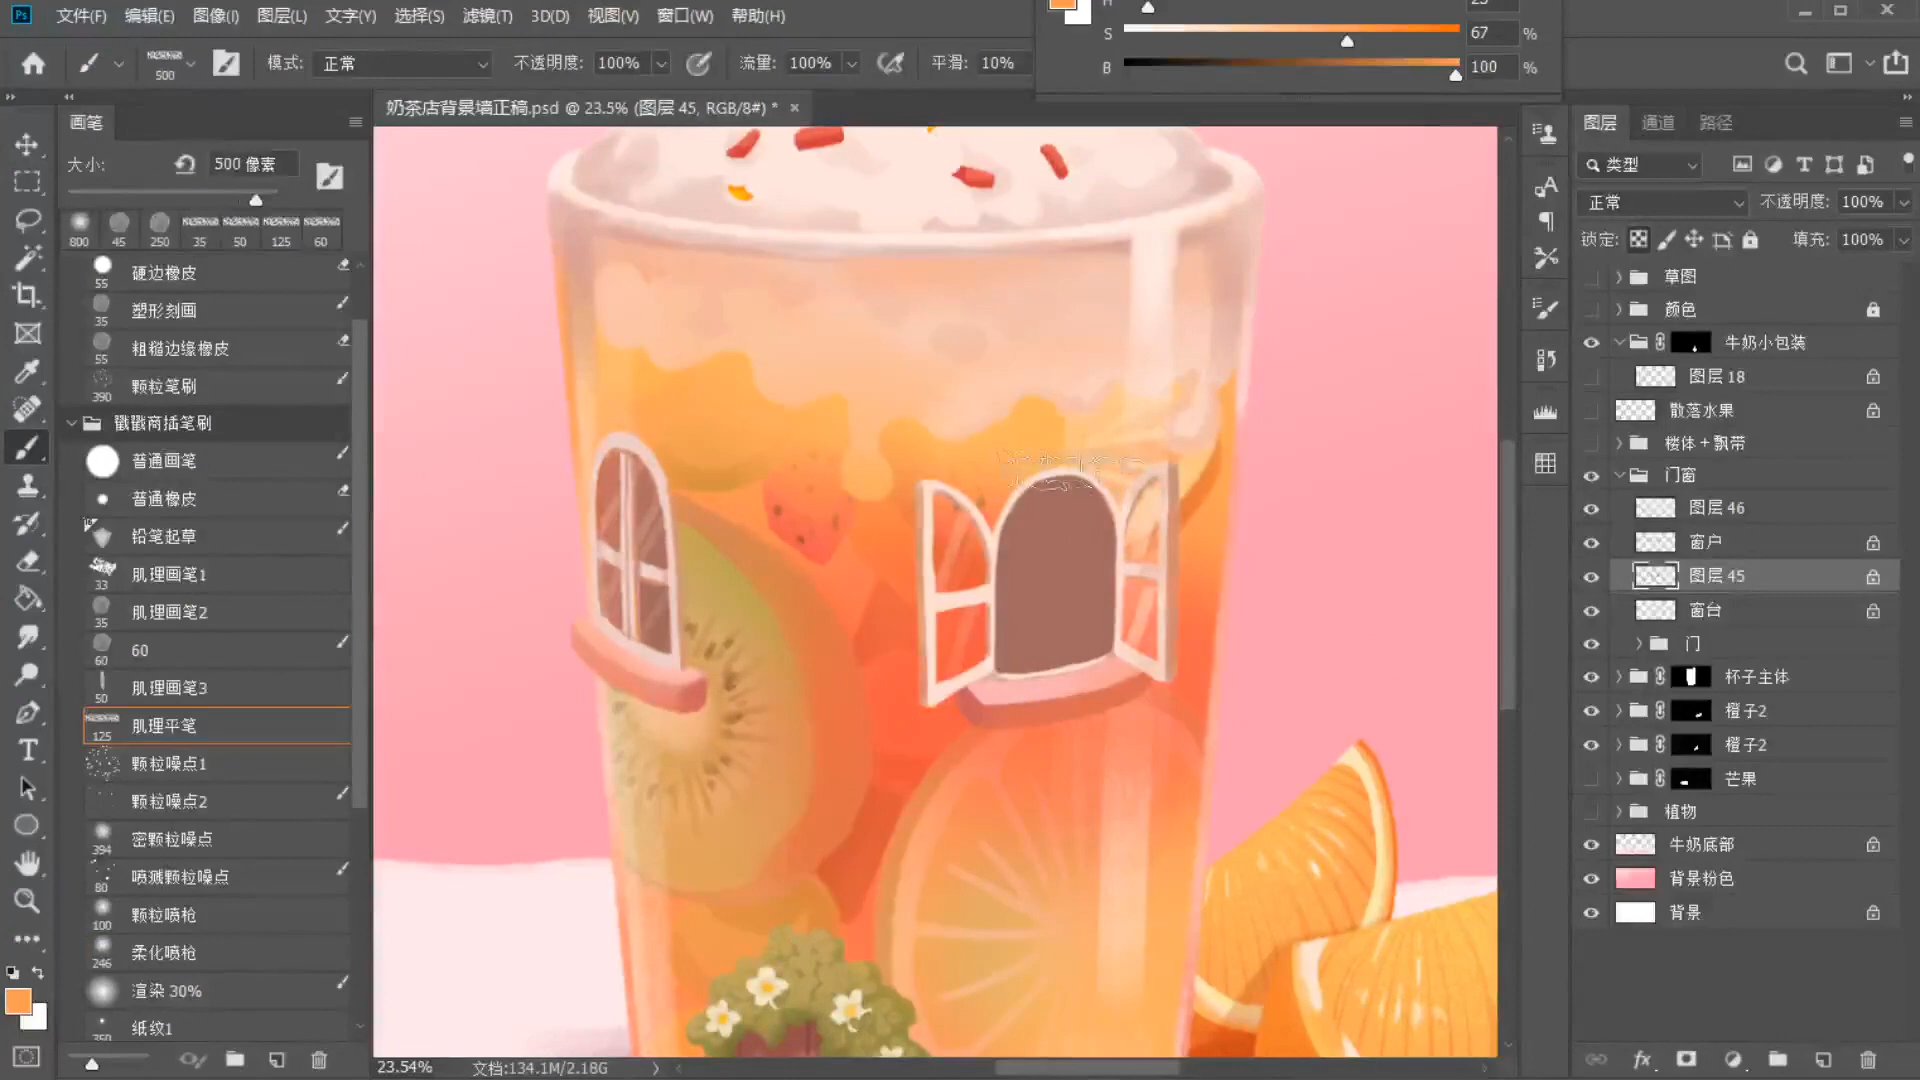 Ps 文件(F) 编辑(E) 图像(I) 图层(L) 文字(Y) 选择(S) 滤镜(T) 3D(D) 视图(V) 窗口(W) 帮助(H)
S 67 %
B 100 %
500 模式: 正常 不透明度: 100% 流量: 100% 平滑: 10%
奶茶店背景墙正稿.psd @ 23.5% (图层 45, RGB/8#) *
画笔
大小: 500 像素
800 45 250 35 50 125 60
55 硬边橡皮
35 塑形刻画
55 粗糙边缘橡皮
390 颗粒笔刷
戳戳商插笔刷
普通画笔
普通橡皮
铅笔起草
33 肌理画笔1
35 肌理画笔2
60 60
50 肌理画笔3
125 肌理平笔
颗粒噪点1
颗粒噪点2
394 密颗粒噪点
80 喷溅颗粒噪点
100 颗粒喷枪
246 柔化喷枪
渲染 30%
350 纸纹1
23.54% 文档:134.1M/2.18G
图层 通道 路径
类型
正常 不透明度: 100%
锁定: 填充: 100%
草图
颜色
牛奶小包装
图层 18
散落水果
楼体+飘带
门窗
图层 46
窗户
图层 45
窗台
门
杯子主体
橙子2
橙子2
芒果
植物
牛奶底部
背景粉色
背景